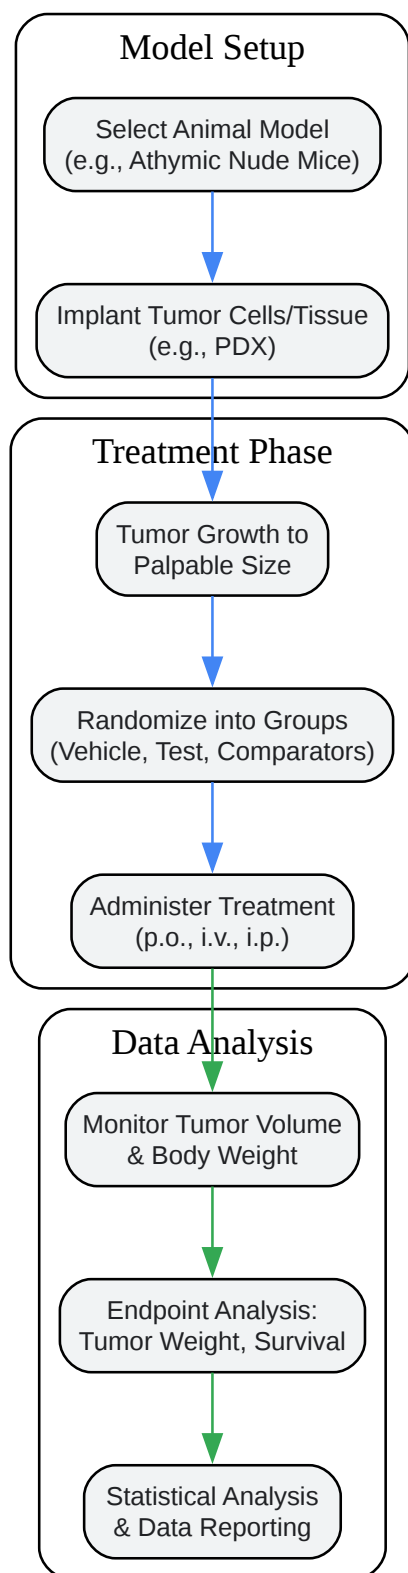 Model Setup
Select Animal Model
(e.g., Athymic Nude Mice)
Implant Tumor Cells/Tissue
(e.g., PDX)
Treatment Phase
Tumor Growth to
Palpable Size
Randomize into Groups
(Vehicle, Test, Comparators)
Administer Treatment
(p.o., i.v., i.p.)
Data Analysis
Monitor Tumor Volume
& Body Weight
Endpoint Analysis:
Tumor Weight, Survival
Statistical Analysis
& Data Reporting